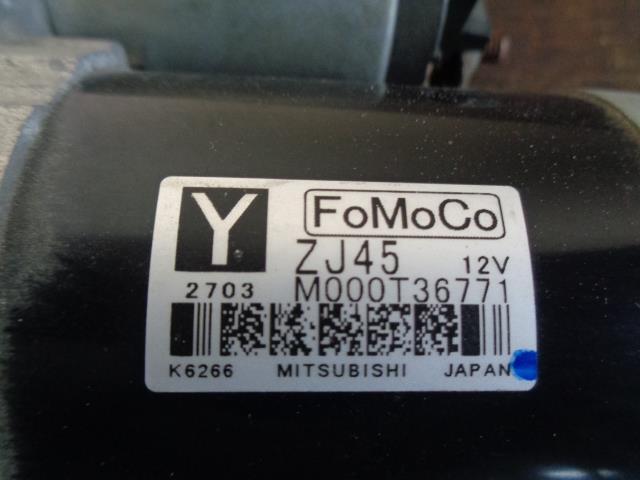 Y FoMoCo
ZJ45 12V
2703 M000T36771
K6266 MITSUBISHI JAPAN